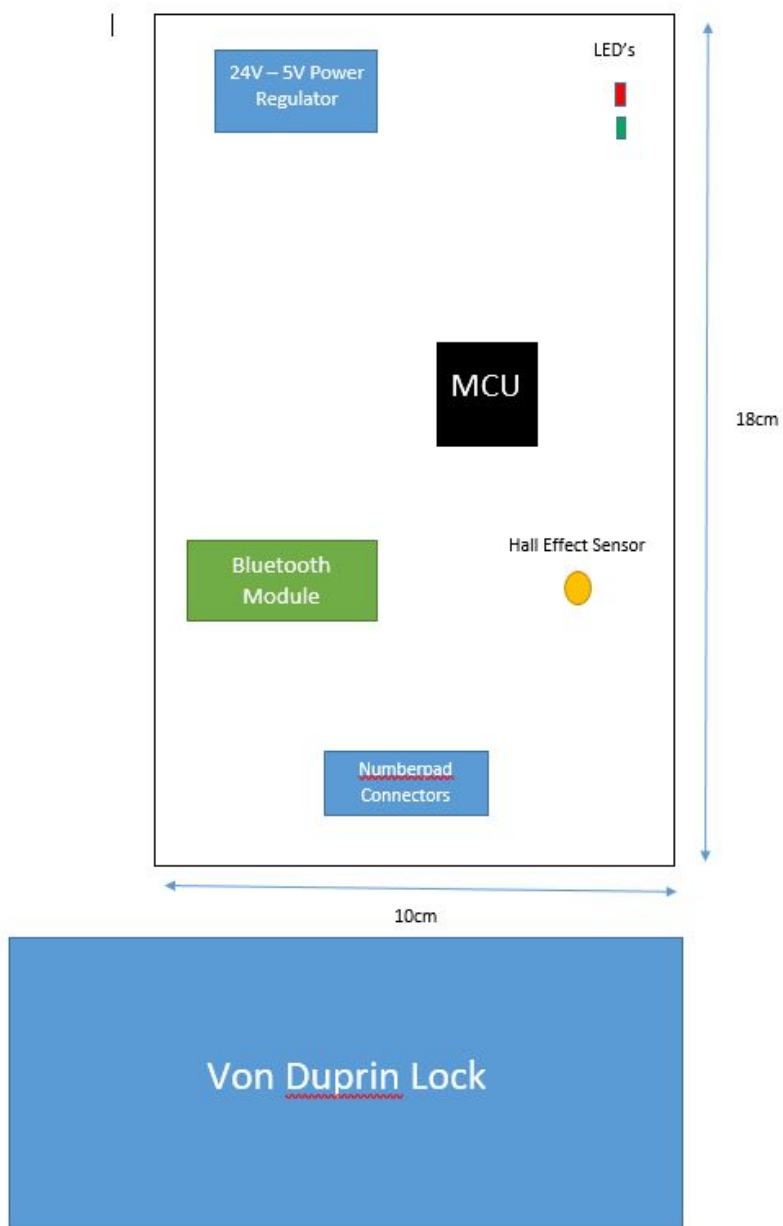 24V – 5V Power
Regulator
LED's
MCU
18cm
Hall Effect Sensor
Bluetooth
Module
Numberpad
Connectors
10cm
Von Duprin Lock